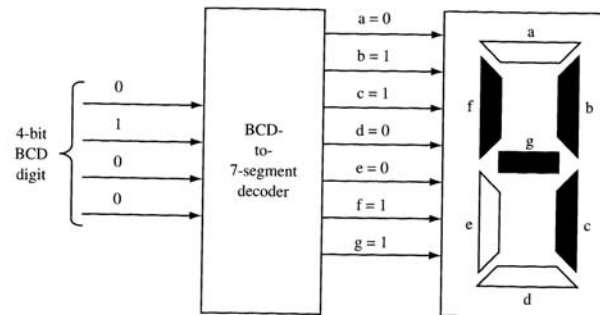 4-bit
BCD
digit
0
1
0
0
BCD-
to-
7-segment
decoder
a = 0
b = 1
c = 1
d = 0
e = 0
f = 1
g = 1
a
f
b
g
e
c
d